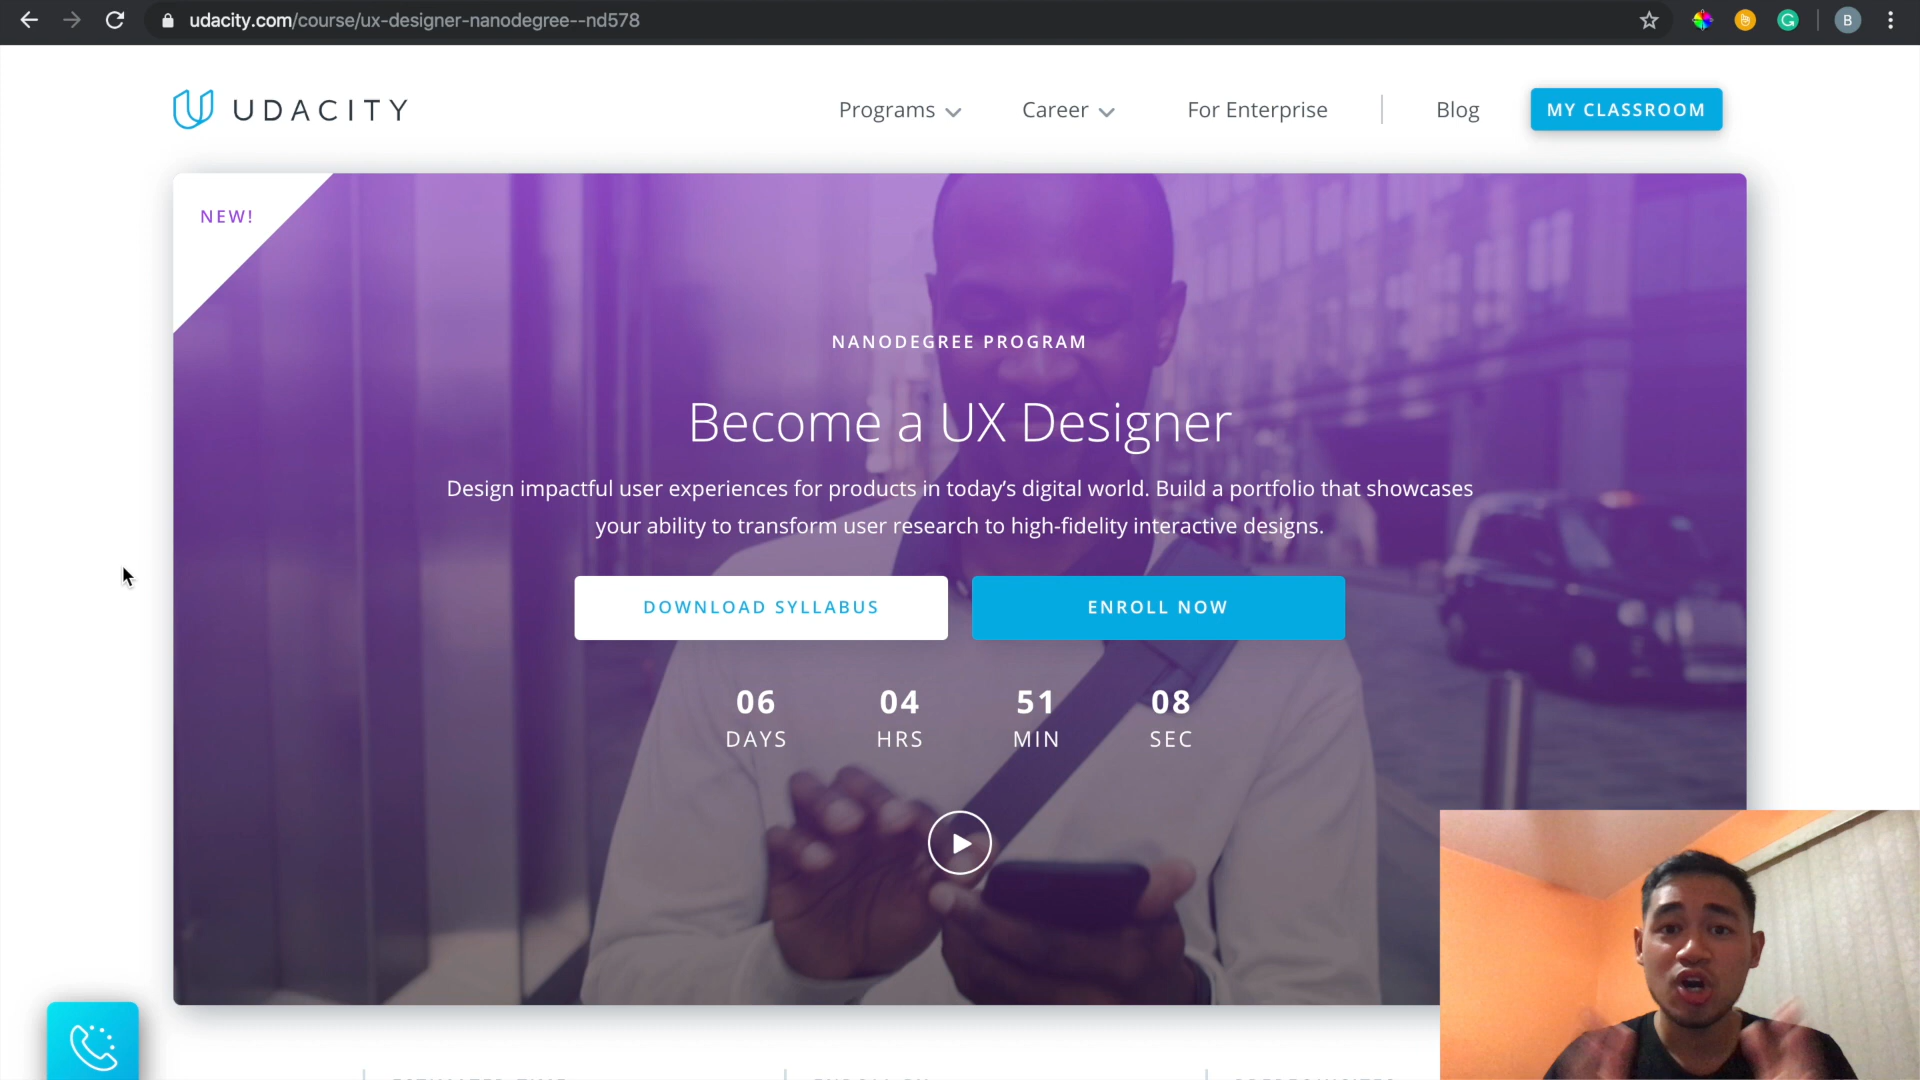 udacity.com/course/ux-designer-nanodegree--nd578
B
UDACITY
Programs
Career
For Enterprise
Blog
MY CLASSROOM
NEW!
NANODEGREE PROGRAM
Become a UX Designer
Design impactful user experiences for products in today's digital world. Build a portfolio that showcases
your ability to transform user research to high-fidelity interactive designs.
DOWNLOAD SYLLABUS
ENROLL NOW
06 04 51 08
DAYS HRS MIN SEC